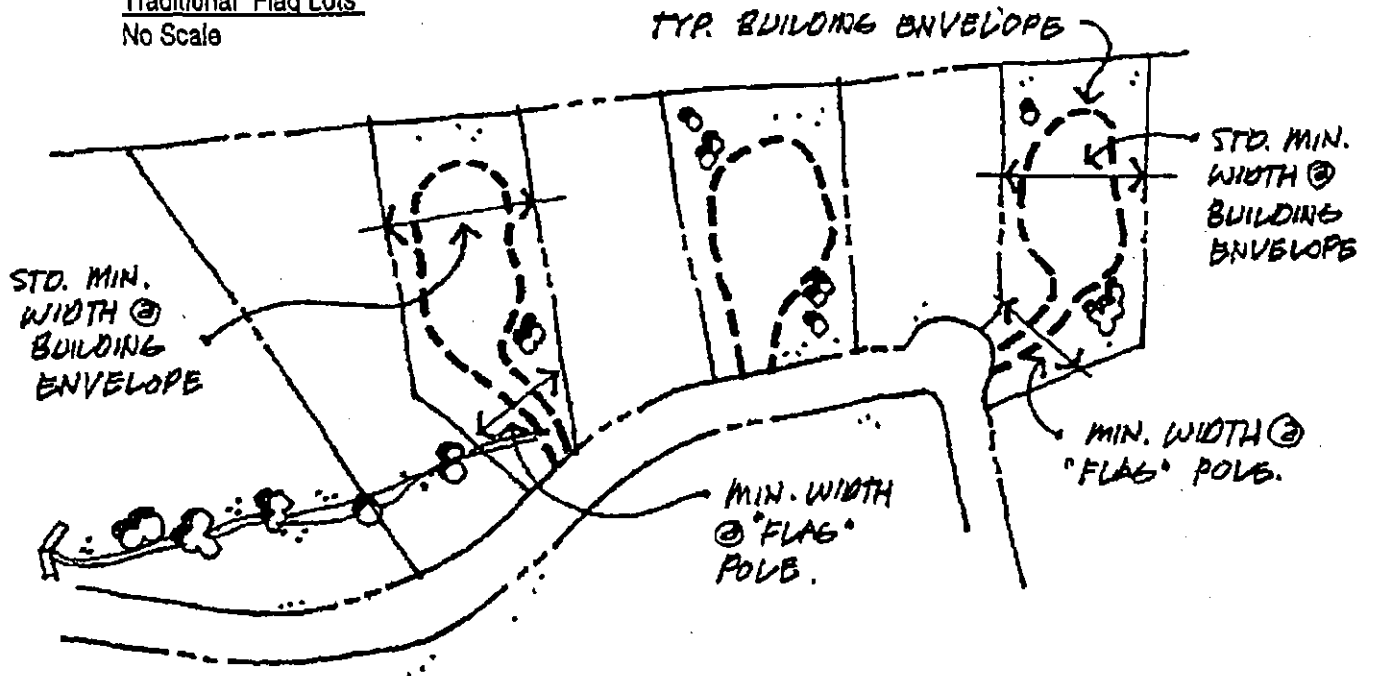 Traditional "Flag Lots"
No Scale
TYP. BUILDING ENVELOPE
STD. MIN.
WIDTH @
BUILDING
ENVELOPE
STD. MIN.
WIDTH @
BUILDING
ENVELOPE
MIN. WIDTH @
"FLAG" POLE.
MIN. WIDTH
@ "FLAG"
POLE.